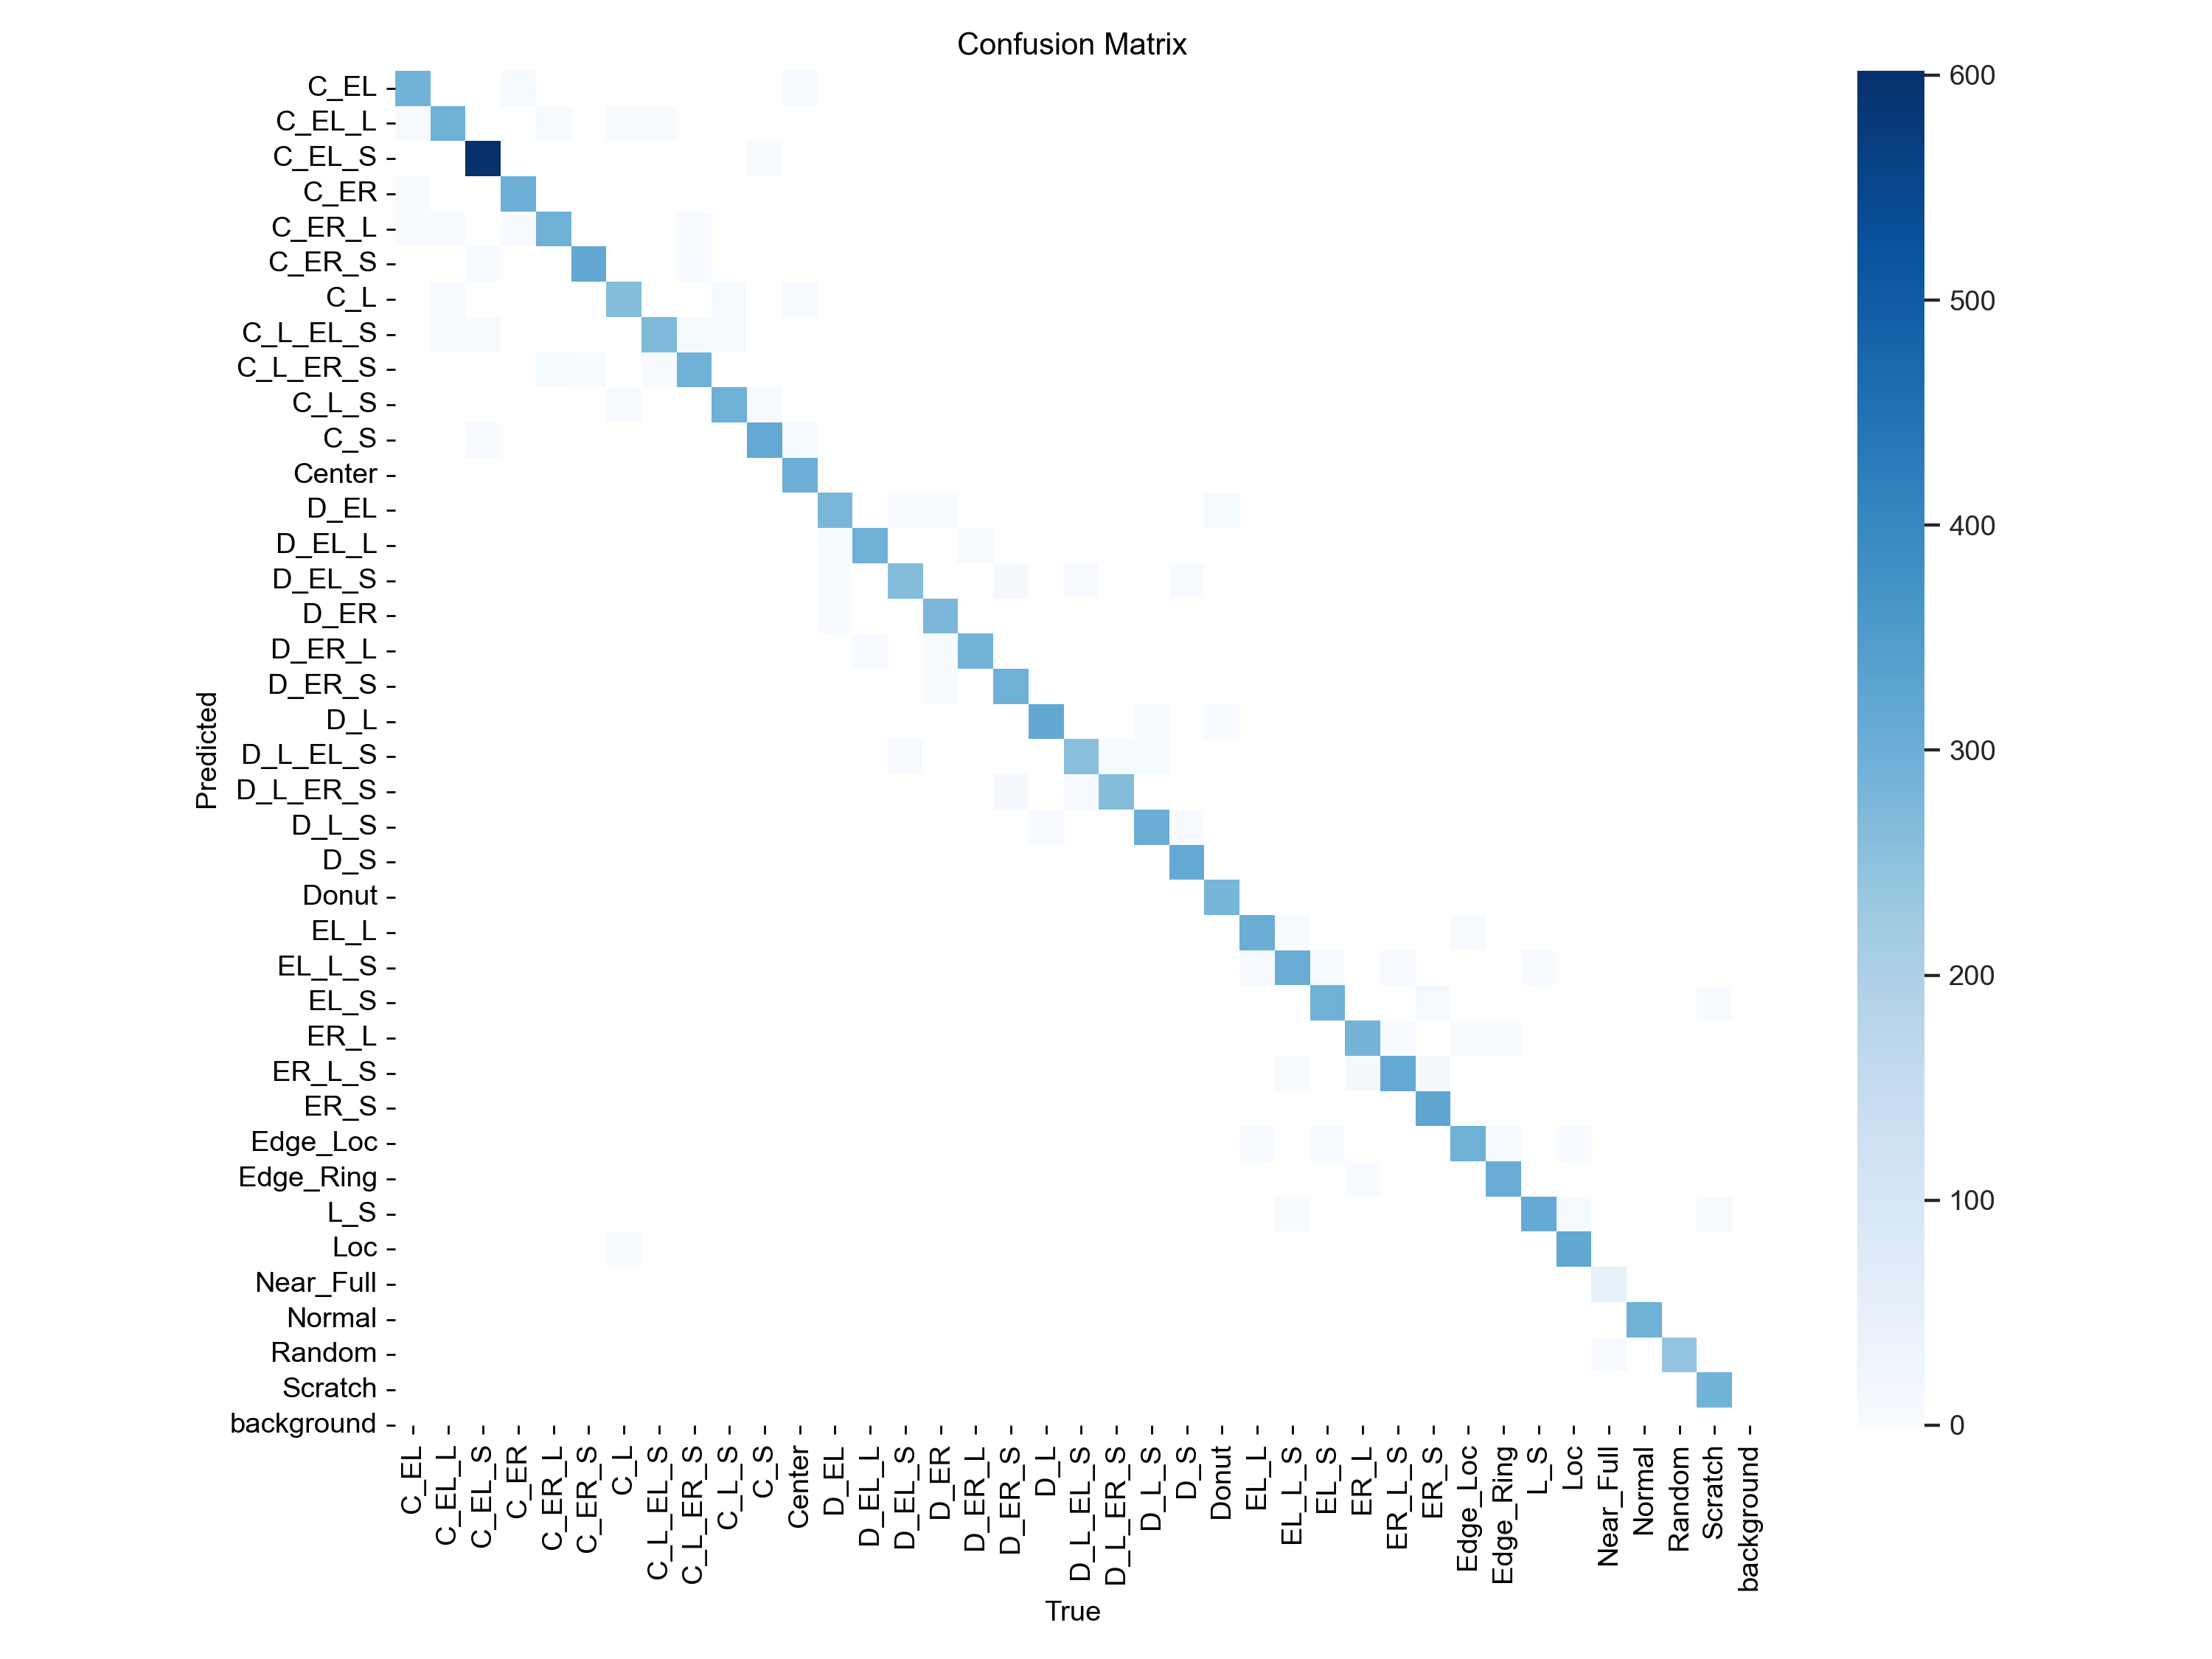 Confusion Matrix
C_EL
C_EL_L
C_EL_S
C_ER
C_ER_L
C_ER_S
C_L
C_L_EL_S
C_L_ER_S
C_L_S
C_S
Center
D_EL
D_EL_L
D_EL_S
D_ER
D_ER_L
D_ER_S
D_L
D_L_EL_S
D_L_ER_S
D_L_S
D_S
Donut
EL_L
EL_L_S
EL_S
ER_L
ER_L_S
ER_S
Edge_Loc
Edge_Ring
L_S
Loc
Near_Full
Normal
Random
Scratch
background
Predicted
C_EL
C_EL_L
C_EL_S
C_ER
C_ER_L
C_ER_S
C_L
C_L_EL_S
C_L_ER_S
C_L_S
C_S
Center
D_EL
D_EL_L
D_EL_S
D_ER
D_ER_L
D_ER_S
D_L
D_L_EL_S
D_L_ER_S
D_L_S
D_S
Donut
EL_L
EL_L_S
EL_S
ER_L
ER_L_S
ER_S
Edge_Loc
Edge_Ring
L_S
Loc
Near_Full
Normal
Random
Scratch
background
True
600
500
400
300
200
100
0